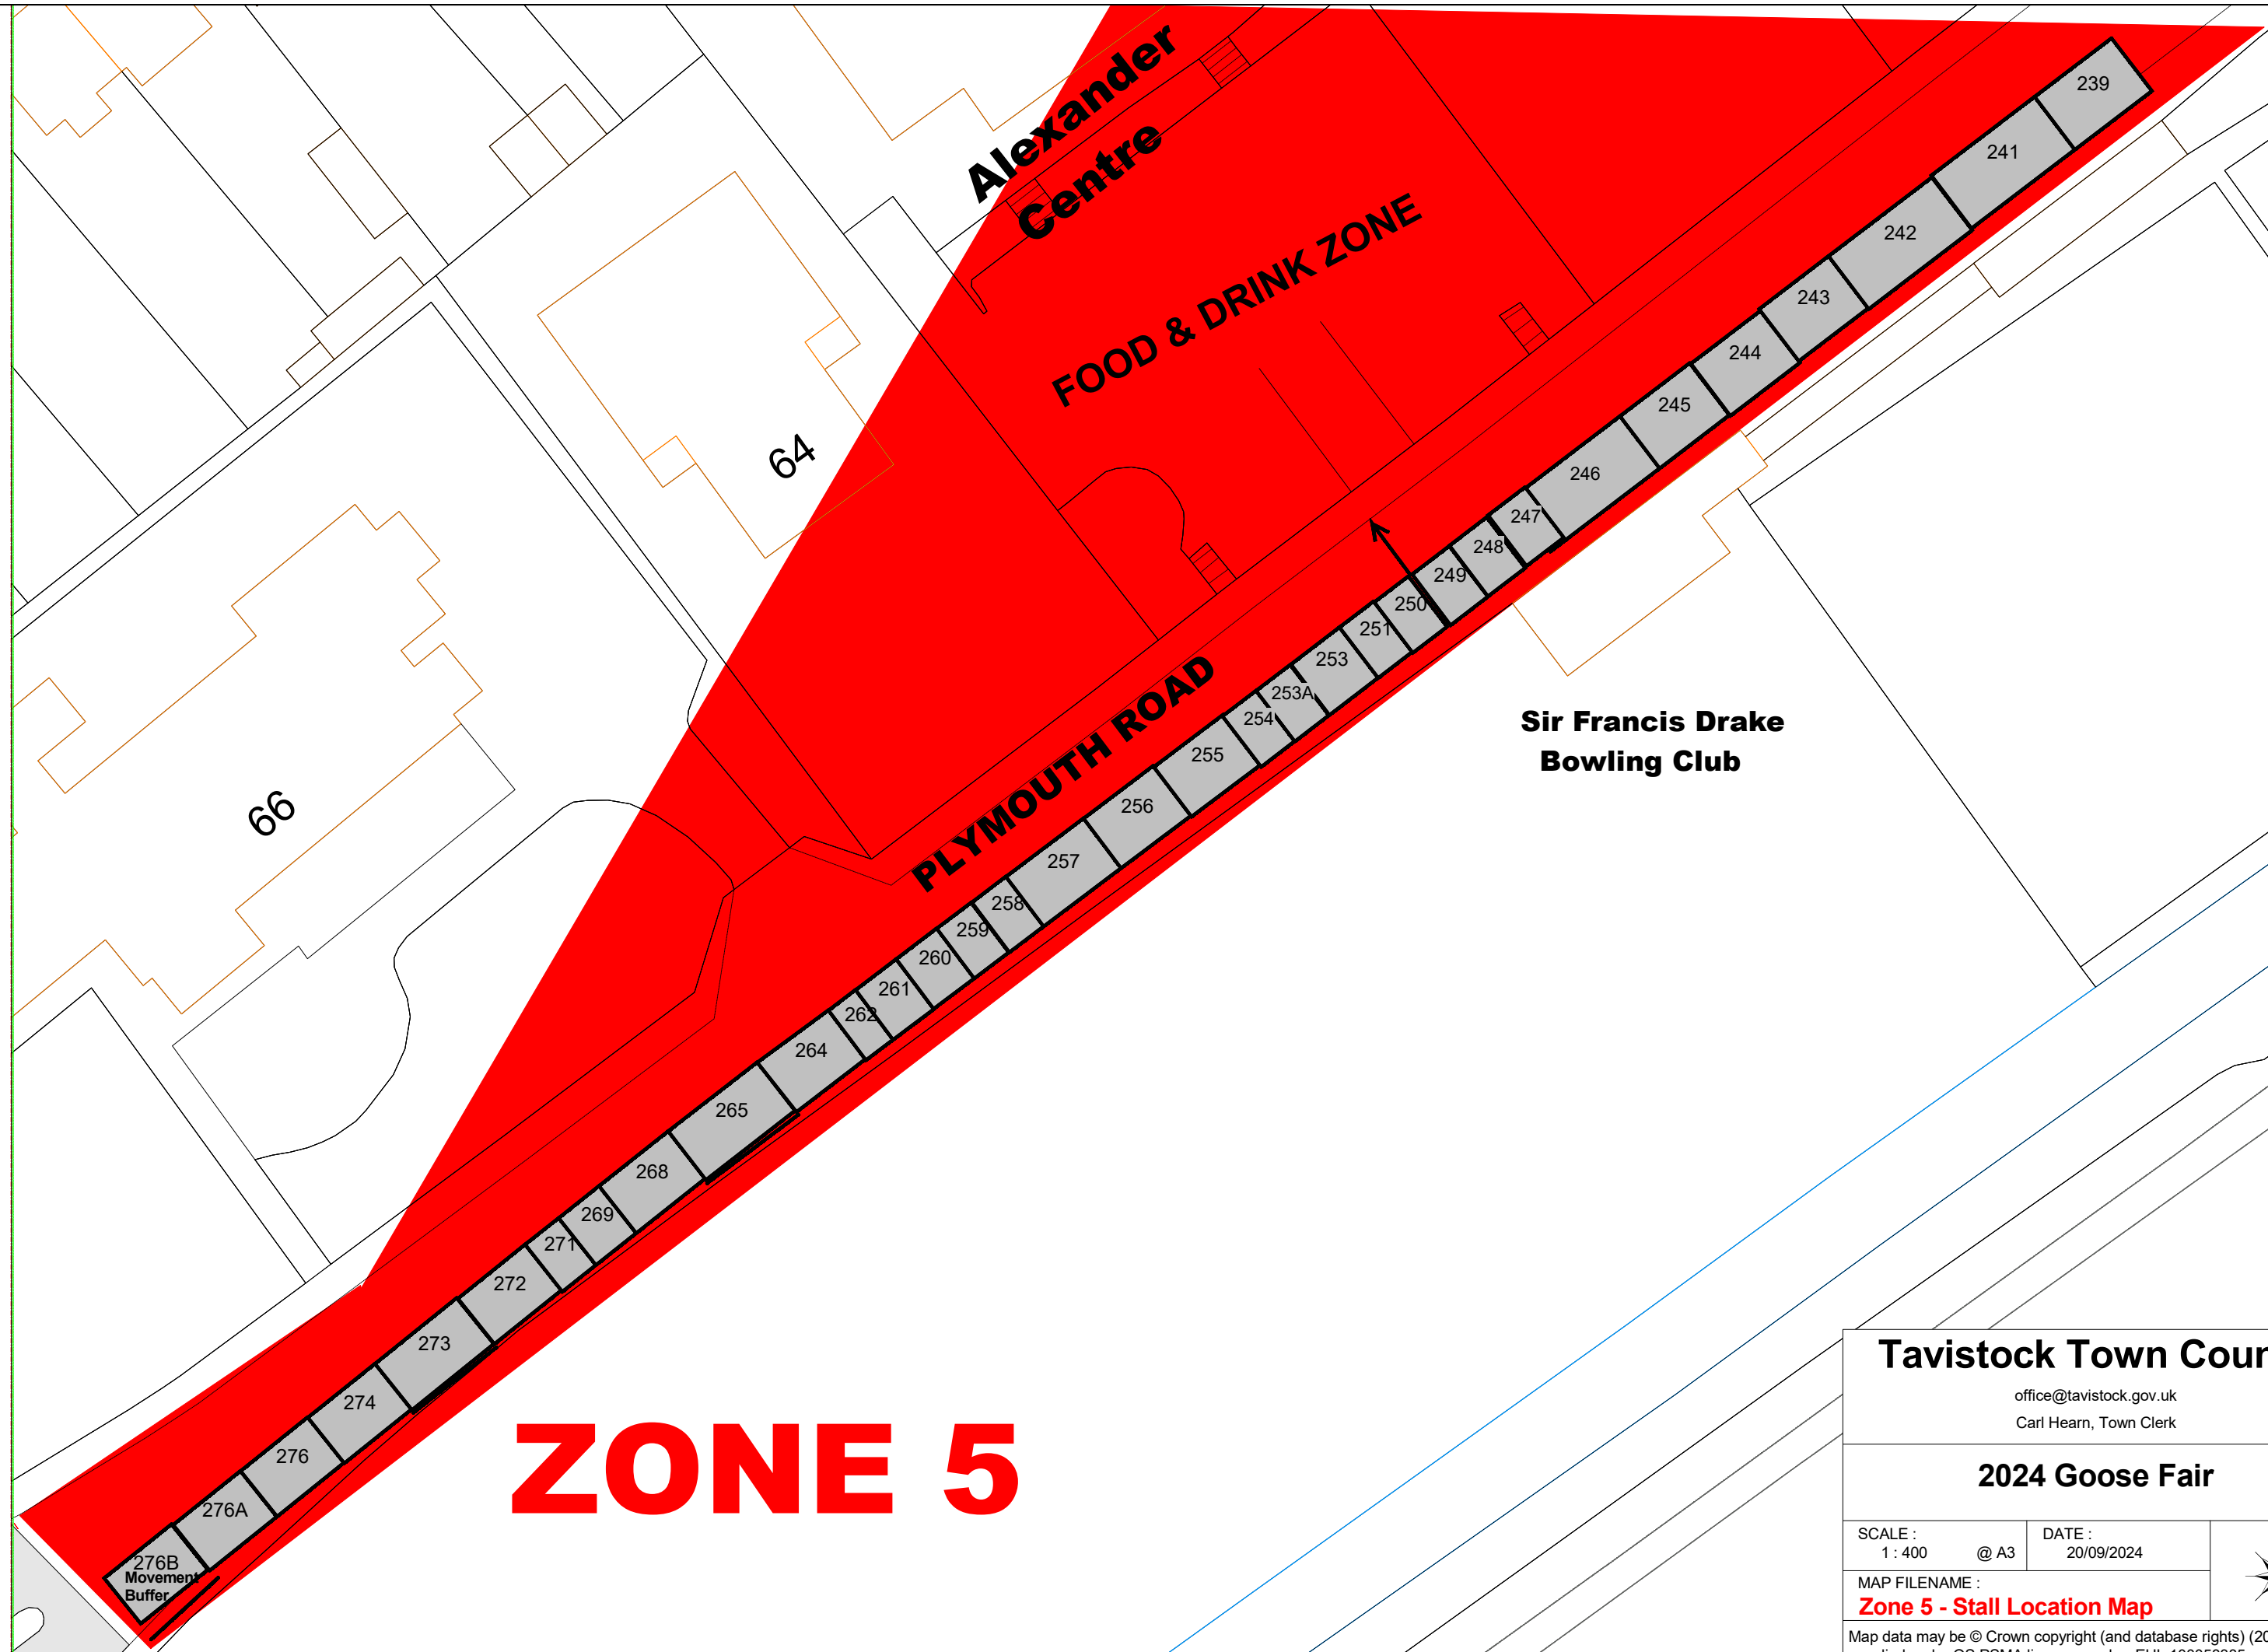 Alexander
Centre
FOOD & DRINK ZONE
239
241
242
243
244
245
246
247
248
249
250
251
253
253A
254
255
256
257
258
259
260
261
262
264
265
268
269
271
272
273
274
276
276A
276B
Movement
Buffer
64
66
PLYMOUTH ROAD
Sir Francis Drake
Bowling Club
ZONE 5
Tavistock Town Coun
office@tavistock.gov.uk
Carl Hearn, Town Clerk
2024 Goose Fair
SCALE :
1 : 400 @ A3
DATE :
20/09/2024
MAP FILENAME :
Zone 5 - Stall Location Map
Map data may be © Crown copyright (and database rights) (20